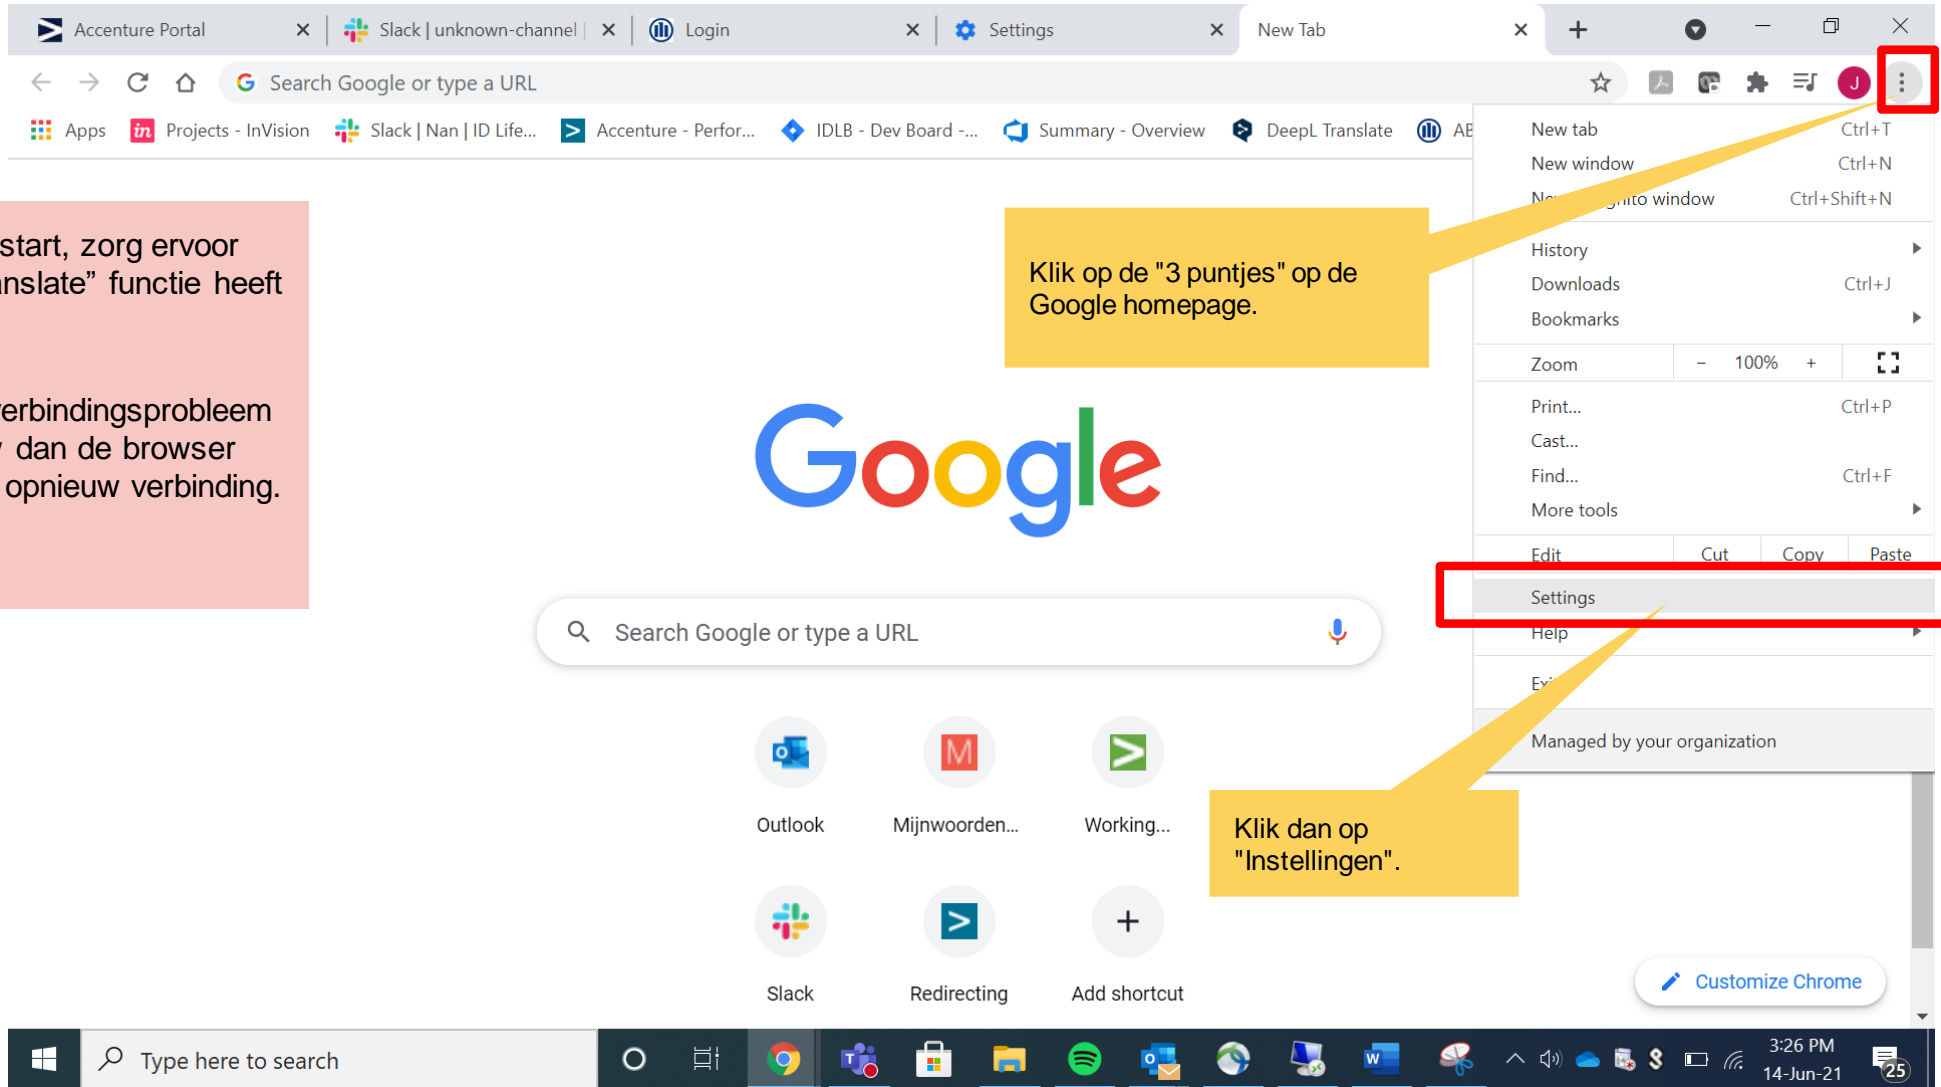 Accenture Portal
Slack | unknown-channel |
Login
Settings
New Tab
Search Google or type a URL
J
Apps
in Projects - InVision
Slack | Nan | ID Life...
Accenture - Perfor...
IDLB - Dev Board -...
Summary - Overview
DeepL Translate
New tab Ctrl+T
New window Ctrl+N
window Ctrl+Shift+N
History
Downloads Ctrl+J
Bookmarks
Zoom - 100% +
Print... Ctrl+P
Cast...
Find... Ctrl+F
More tools
Edit Cut Copy Paste
Settings
Help
Managed by your organization
start, zorg ervoor
anslate” functie heeft
verbindingsprobleem
dan de browser
opnieuw verbinding.
Klik op de "3 puntjes" op de
Google homepage.
Google
Search Google or type a URL
Outlook
M
Mijnwoorden...
Working...
Klik dan op
"Instellingen".
Slack
Redirecting
Add shortcut
Customize Chrome
Type here to search
3:26 PM
14-Jun-21
25